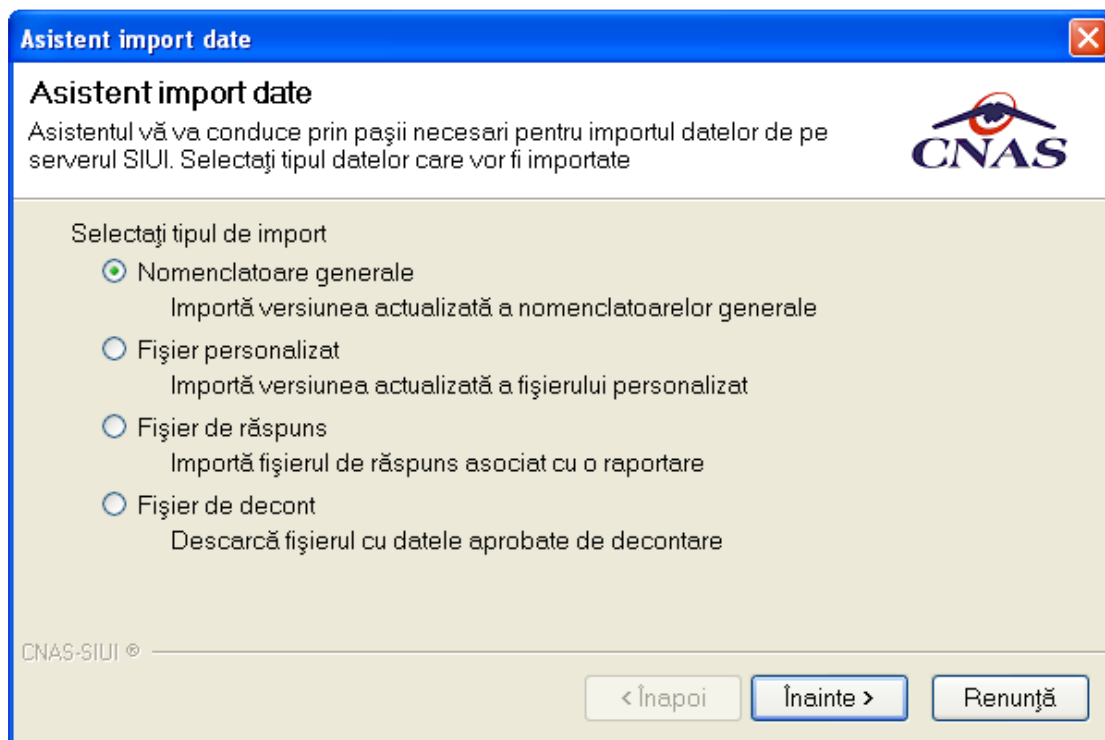 Asistent import date
Asistent import date
Asistentul vă va conduce prin paşii necesari pentru importul datelor de pe
serverul SIUI. Selectaţi tipul datelor care vor fi importate
CNAS
Selectaţi tipul de import
Nomenclatoare generale
Importă versiunea actualizată a nomenclatoarelor generale
Fişier personalizat
Importă versiunea actualizată a fişierului personalizat
Fişier de răspuns
Importă fişierul de răspuns asociat cu o raportare
Fişier de decont
Descarcă fişierul cu datele aprobate de decontare
CNAS-SIUI ®
< Înapoi
Înainte >
Renunţă